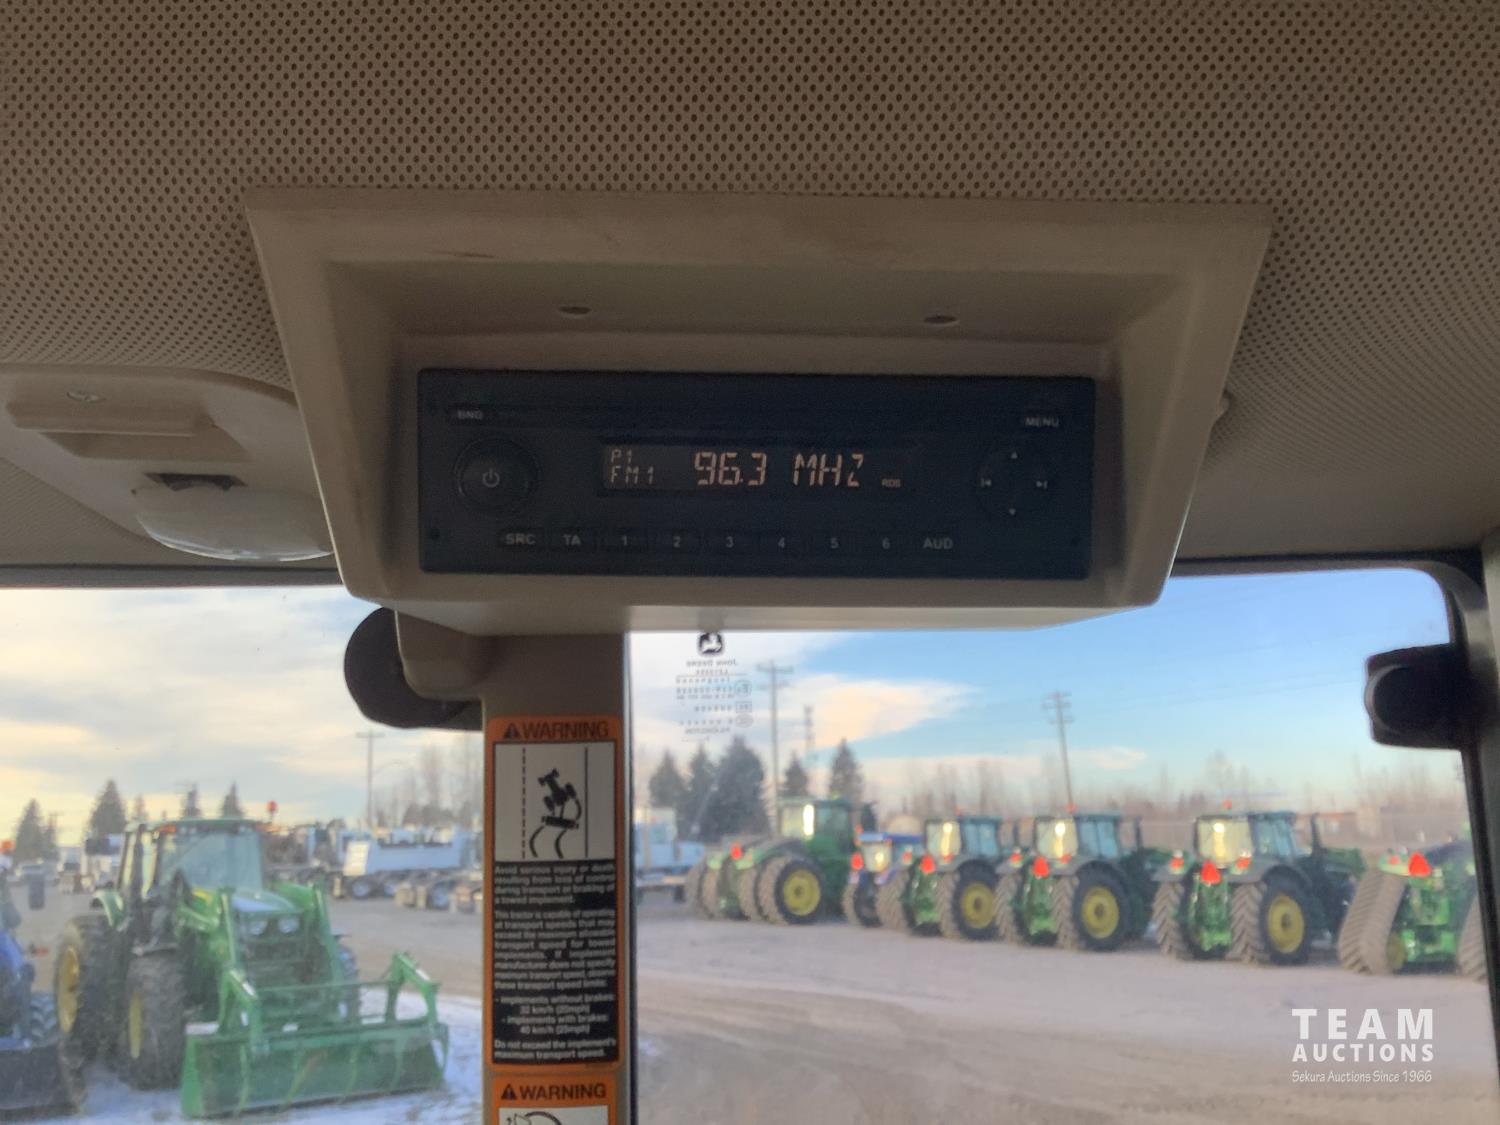 BND
MENU
P1
FM1 96.3 MHZ RDS
SRC TA 1 2 3 4 5 6 AUD
JOHN DEERE
WARNING
Avoid serious injury or death
resulting from loss of control
during transport or braking of
a towed implement.
This tractor is capable of operating
at transport speeds that may
exceed the maximum allowable
transport speed for towed
implements. If implement
manufacturer does not specify
maximum transport speed, observe
these transport speed limits:
- implements without brakes:
32 km/h (20mph)
- implements with brakes:
40 km/h (25mph)
Do not exceed the implement's
maximum transport speed.
WARNING
TEAM
AUCTIONS
Sekura Auctions Since 1966